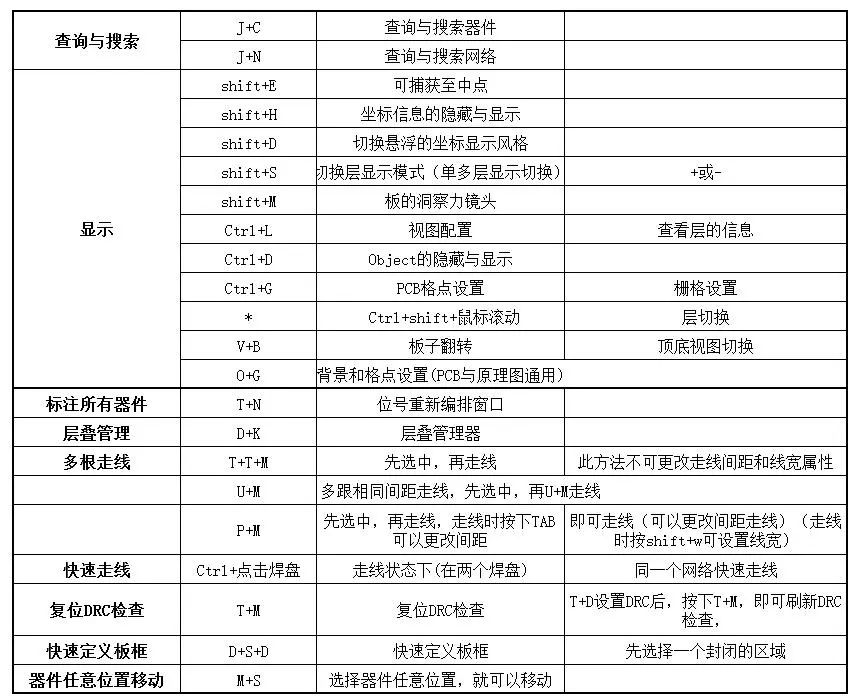 查询与搜索 J+C 查询与搜索器件
J+N 查询与搜索网络
显示 shift+E 可捕获至中点
shift+H 坐标信息的隐藏与显示
shift+D 切换悬浮的坐标显示风格
shift+S 切换层显示模式（单多层显示切换） +或-
shift+M 板的洞察力镜头
Ctrl+L 视图配置 查看层的信息
Ctrl+D Object的隐藏与显示
Ctrl+G PCB格点设置 栅格设置
* Ctrl+shift+鼠标滚动 层切换
V+B 板子翻转 顶底视图切换
O+G 背景和格点设置(PCB与原理图通用)
标注所有器件 T+N 位号重新编排窗口
层叠管理 D+K 层叠管理器
多根走线 T+T+M 先选中，再走线 此方法不可更改走线间距和线宽属性
U+M 多跟相同间距走线，先选中，再U+M走线
P+M 先选中，再走线，走线时按下TAB
可以更改间距
即可走线（可以更改间距走线）（走线
时按shift+w可设置线宽）
快速走线 Ctrl+点击焊盘 走线状态下(在两个焊盘) 同一个网络快速走线
复位DRC检查 T+M 复位DRC检查
T+D设置DRC后，按下T+M，即可刷新DRC
检查，
快速定义板框 D+S+D 快速定义板框 先选择一个封闭的区域
器件任意位置移动 M+S 选择器件任意位置，就可以移动